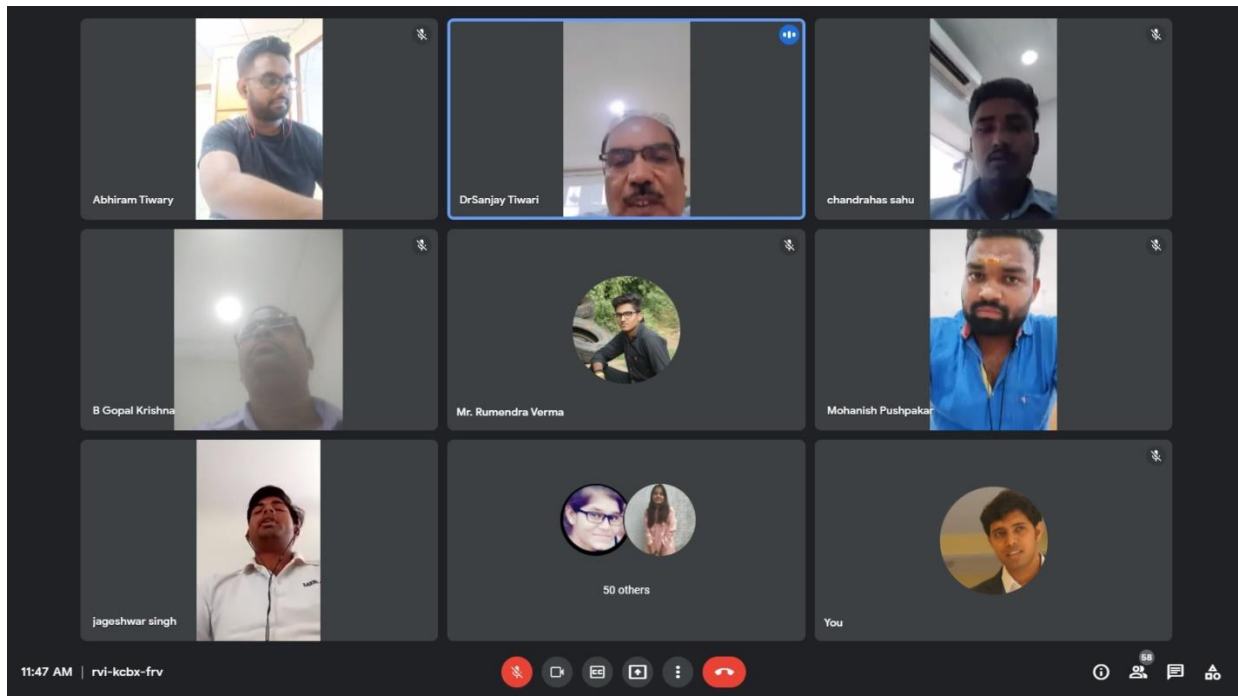 Abhiram Tiwary
DrSanjay Tiwari
chandrahas sahu
B Gopal Krishna
Mr. Rumendra Verma
Mohanish Pushpakar
jageshwar singh
50 others
You
11:47 AM | rvi-kcbx-frv
58